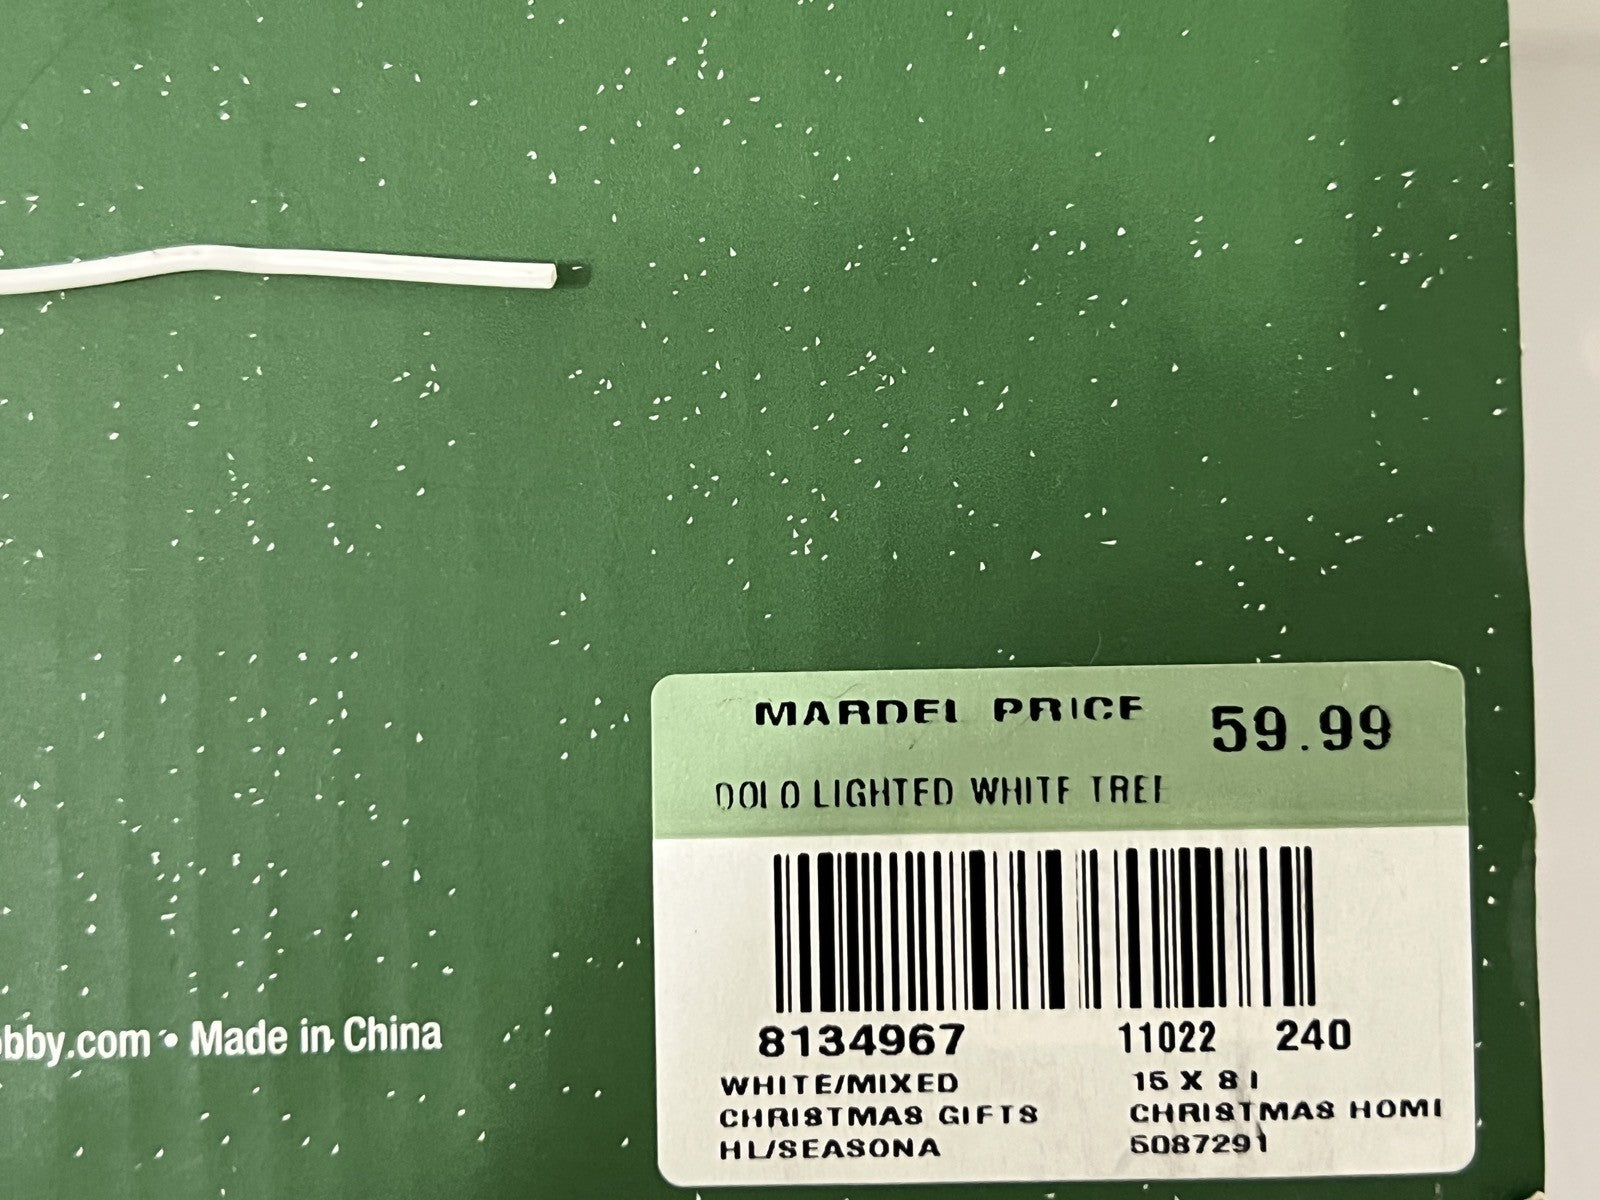 MARDEL PRICE 59.99
DOLO LIGHTED WHITE TREE
8134967 11022 240
WHITE/MIXED 15 X 8 I
CHRISTMAS GIFTS CHRISTMAS HOMI
HL/SEASONA 5087291
obby.com • Made in China